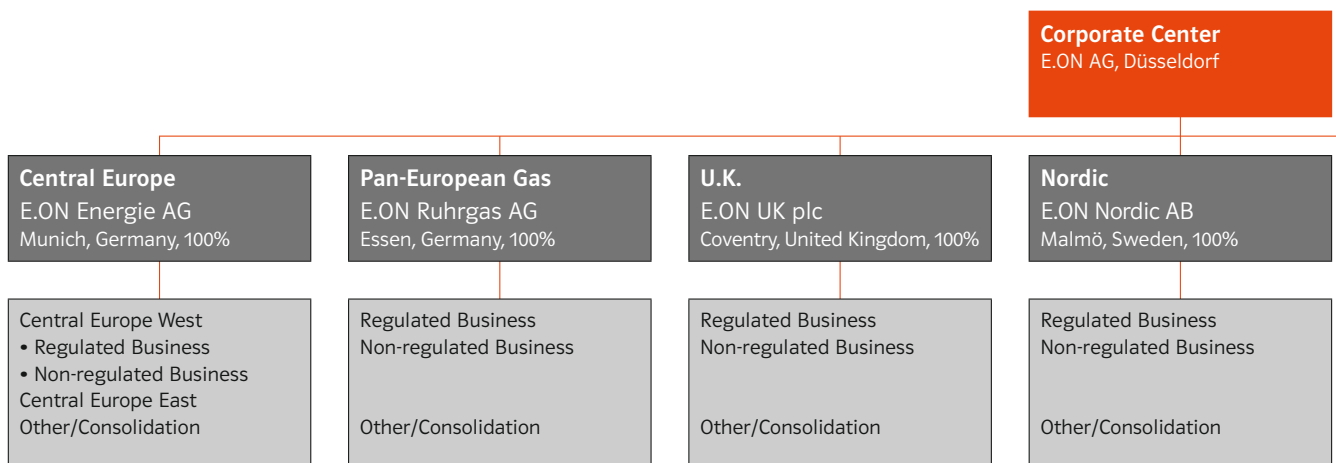 Corporate Center
E.ON AG, Düsseldorf
Central Europe
E.ON Energie AG
Munich, Germany, 100%
Pan-European Gas
E.ON Ruhrgas AG
Essen, Germany, 100%
U.K.
E.ON UK plc
Coventry, United Kingdom, 100%
Nordic
E.ON Nordic AB
Malmö, Sweden, 100%
Central Europe West
• Regulated Business
• Non-regulated Business
Central Europe East
Other/Consolidation
Regulated Business
Non-regulated Business
Other/Consolidation
Regulated Business
Non-regulated Business
Other/Consolidation
Regulated Business
Non-regulated Business
Other/Consolidation